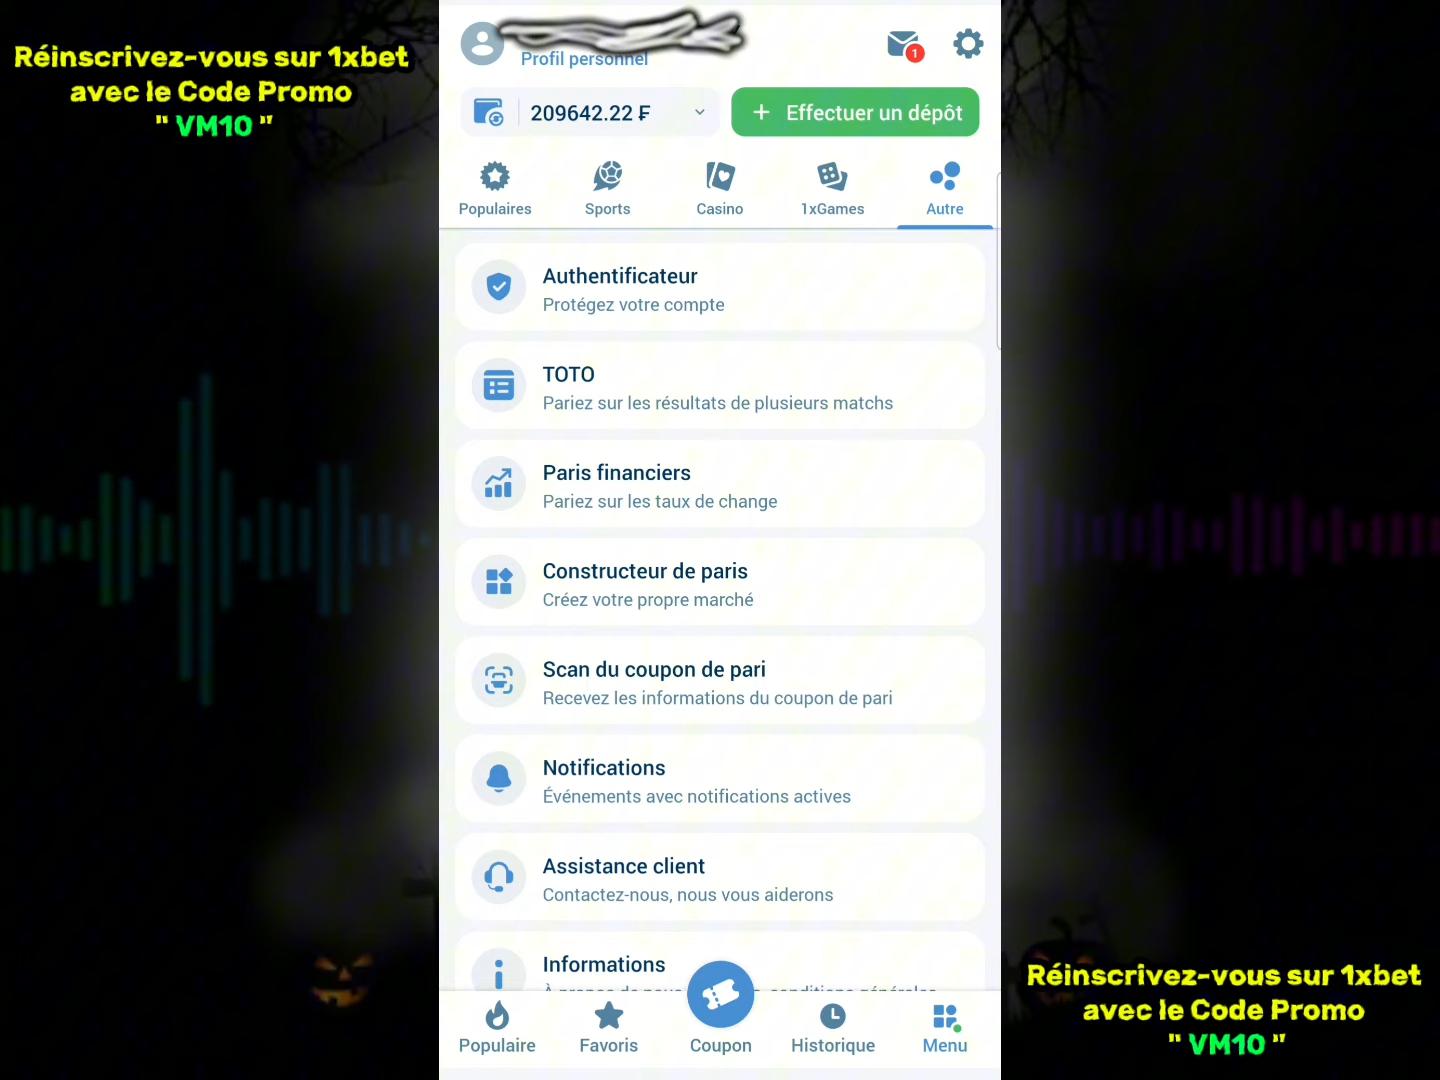 Réinscrivez-vous sur 1xbet
avec le Code Promo
" VM10 "
Profil personnel
1
209642.22 ₣
+ Effectuer un dépôt
Populaires
Sports
Casino
1xGames
Autre
Authentificateur
Protégez votre compte
TOTO
Pariez sur les résultats de plusieurs matchs
Paris financiers
Pariez sur les taux de change
Constructeur de paris
Créez votre propre marché
Scan du coupon de pari
Recevez les informations du coupon de pari
Notifications
Événements avec notifications actives
Assistance client
Contactez-nous, nous vous aiderons
Informations
Populaire
Favoris
Coupon
Historique
Menu
Réinscrivez-vous sur 1xbet
avec le Code Promo
" VM10 "